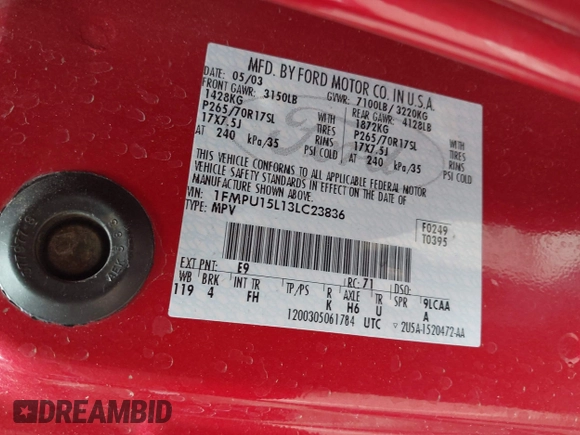 MFD. BY FORD MOTOR CO. IN U.S.A.
DATE: 05/03 GVWR: 7100LB/ 3220KG
FRONT GAWR: 3150LB REAR GAWR: 4128LB
1428KG 1872KG
P265/70R17SL TIRES P265/70R17SL TIRES
17X7.5J RIMS 17X7.5J RIMS
AT 240 kPa/35 PSI COLD AT 240 kPa/35 PSI COLD
THIS VEHICLE CONFORMS TO ALL APPLICABLE FEDERAL MOTOR
VEHICLE SAFETY STANDARDS IN EFFECT ON THE DATE OF
MANUFACTURE SHOWN ABOVE.
VIN: 1FMPU15L13LC23836
TYPE: MPV
F0249
T0395
EXT PNT: E9 RC: 71 DSO:
WB BRK INT TR TP/PS R AXLE TR SPR 9LCAA
119 4 FH K H6 U A
1200305061784 UTC ▽ 2U5A-1520472-AA
DREAMBID